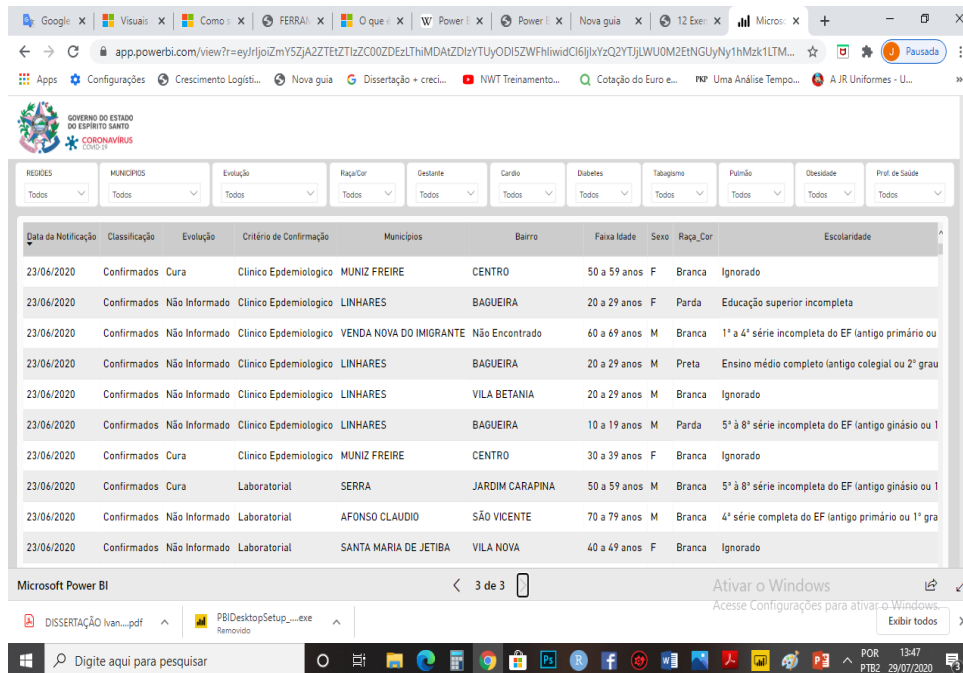 Google
Visuais
Como s
FERRAM
O que é
Power B
Power B
Nova guia
12 Exer
Micros
app.powerbi.com/view?r=eyJrIjoiZmY5ZjA2ZTEtZTIzZC00ZDEzLThiMDAtZDIzYTUyODI5ZWFhIiwidCI6IjIxYzQ2YTJjLWU0M2EtNGUyNy1hMzk1LTM...
Pausada
Apps
Configurações
Crescimento Logísti...
Nova guia
Dissertação + creci...
NWT Treinamento...
Cotação do Euro e...
PKP Uma Análise Tempo...
A JR Uniformes - U...
GOVERNO DO ESTADO
DO ESPÍRITO SANTO
CORONAVÍRUS
COVID-19
REGIÕES MUNICÍPIOS Evolução Raça/Cor Gestante Cardio Diabetes Tabagismo Pulmão Obesidade Prof. de Saúde
Todos Todos Todos Todos Todos Todos Todos Todos Todos Todos Todos
Data da Notificação Classificação Evolução Critério de Confirmação Municípios Bairro Faixa Idade Sexo Raça_Cor Escolaridade
23/06/2020 Confirmados Cura Clinico Epdemiologico MUNIZ FREIRE CENTRO 50 a 59 anos F Branca Ignorado
23/06/2020 Confirmados Não Informado Clinico Epdemiologico LINHARES BAGUEIRA 20 a 29 anos F Parda Educação superior incompleta
23/06/2020 Confirmados Não Informado Clinico Epdemiologico VENDA NOVA DO IMIGRANTE Não Encontrado 60 a 69 anos M Branca 1ª a 4ª série incompleta do EF (antigo primário ou
23/06/2020 Confirmados Não Informado Clinico Epdemiologico LINHARES BAGUEIRA 20 a 29 anos M Preta Ensino médio completo (antigo colegial ou 2º grau
23/06/2020 Confirmados Não Informado Clinico Epdemiologico LINHARES VILA BETANIA 20 a 29 anos M Branca Ignorado
23/06/2020 Confirmados Não Informado Clinico Epdemiologico LINHARES BAGUEIRA 10 a 19 anos M Parda 5ª à 8ª série incompleta do EF (antigo ginásio ou 1
23/06/2020 Confirmados Cura Clinico Epdemiologico MUNIZ FREIRE CENTRO 30 a 39 anos F Branca Ignorado
23/06/2020 Confirmados Cura Laboratorial SERRA JARDIM CARAPINA 50 a 59 anos M Branca 5ª à 8ª série incompleta do EF (antigo ginásio ou 1
23/06/2020 Confirmados Não Informado Laboratorial AFONSO CLAUDIO SÃO VICENTE 70 a 79 anos M Branca 4ª série completa do EF (antigo primário ou 1º gra
23/06/2020 Confirmados Não Informado Laboratorial SANTA MARIA DE JETIBA VILA NOVA 40 a 49 anos F Branca Ignorado
Microsoft Power BI
3 de 3
Ativar o Windows
Acesse Configurações para ativar o Windows.
DISSERTAÇÃO Ivan....pdf
PBIDesktopSetup_....exe
Removido
Exibir todos
Digite aqui para pesquisar
POR 13:47
PTB2 29/07/2020